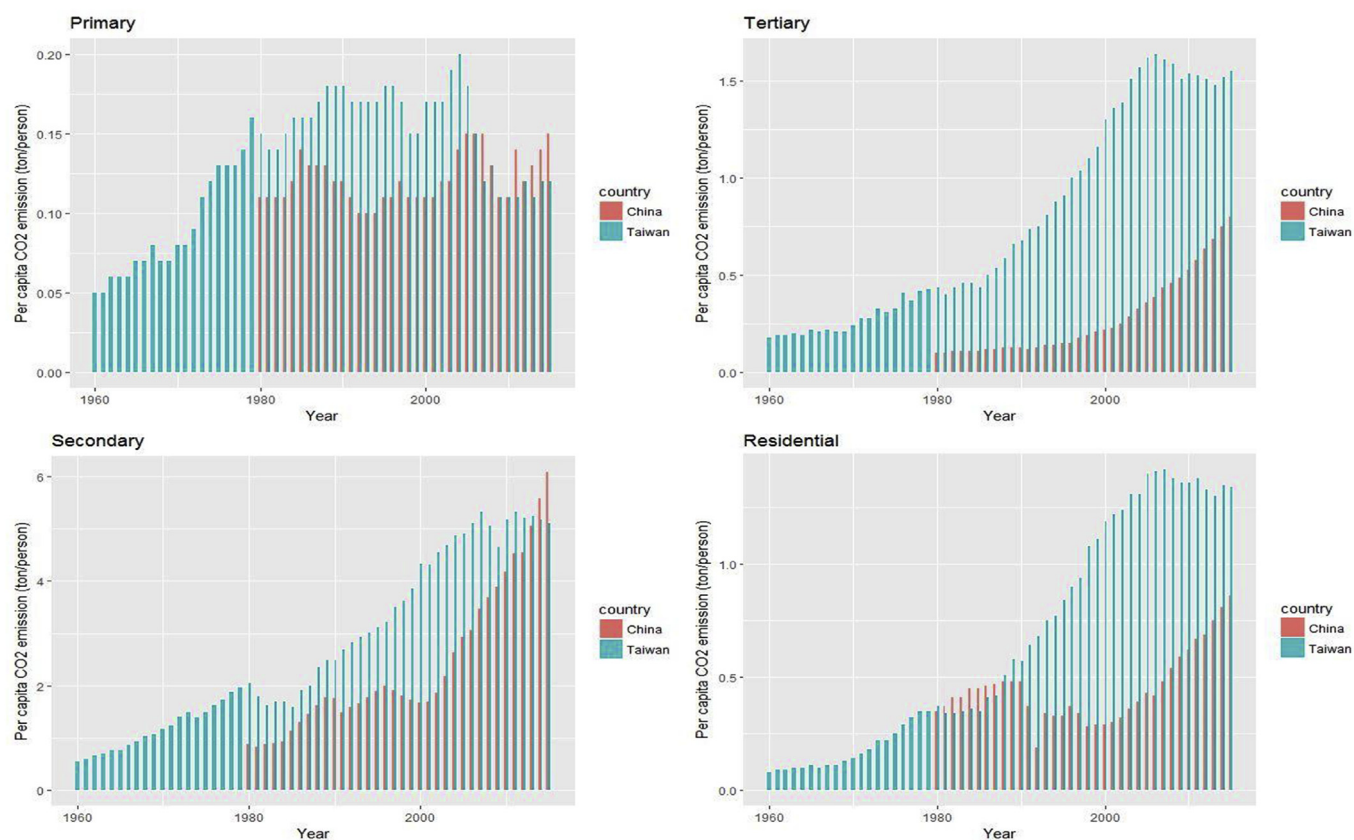 Primary
Per capita CO2 emission (ton/person)
0.20
0.15
0.10
0.05
0.00
1960 1980 2000
Year
country
China
Taiwan
Tertiary
Per capita CO2 emission (ton/person)
1.5
1.0
0.5
0.0
1960 1980 2000
Year
country
China
Taiwan
Secondary
Per capita CO2 emission (ton/person)
6
4
2
0
1960 1980 2000
Year
country
China
Taiwan
Residential
Per capita CO2 emission (ton/person)
1.0
0.5
0.0
1960 1980 2000
Year
country
China
Taiwan